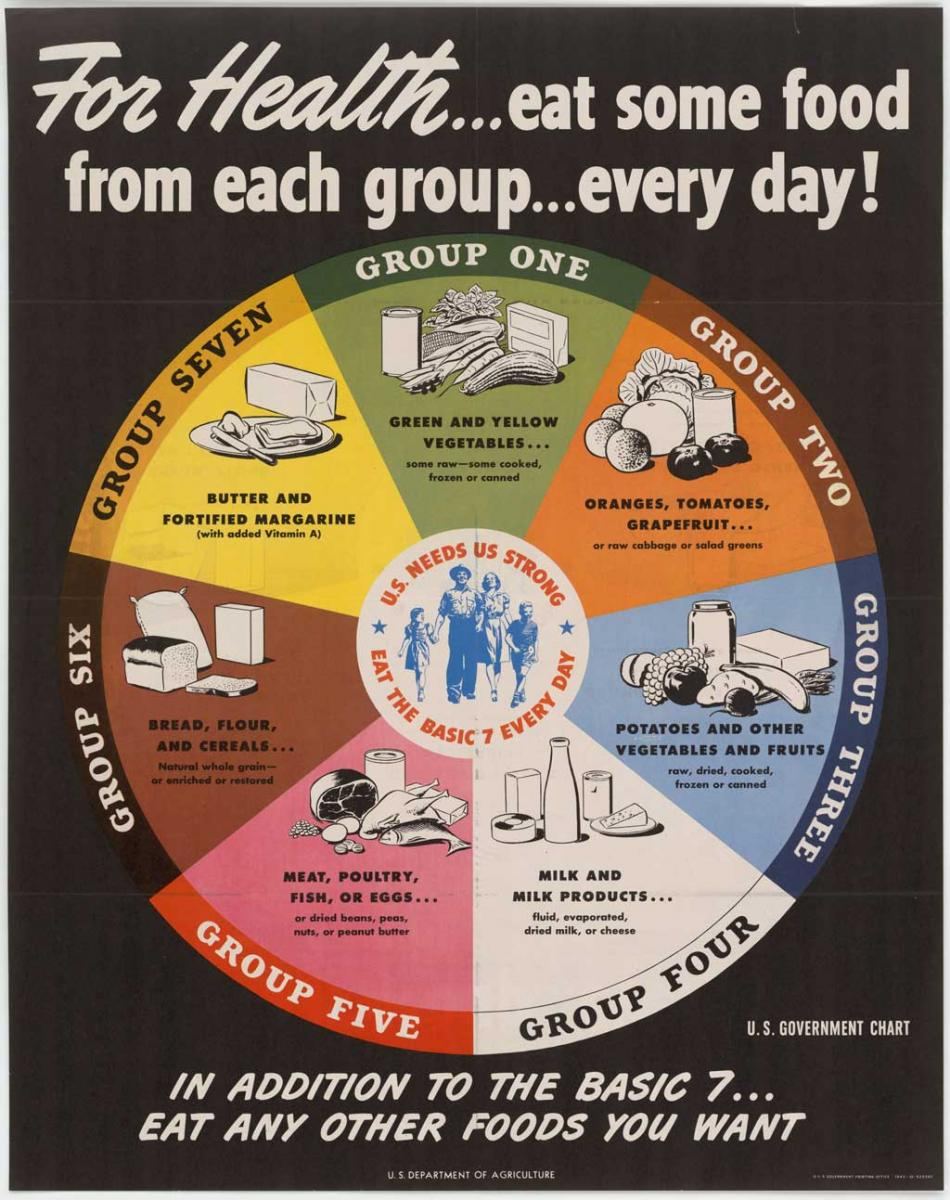 For Health...eat some food
from each group...every day!
GROUP ONE
GREEN AND YELLOW
VEGETABLES...
some raw—some cooked,
frozen or canned
GROUP TWO
ORANGES, TOMATOES,
GRAPEFRUIT...
or raw cabbage or salad greens
GROUP THREE
POTATOES AND OTHER
VEGETABLES AND FRUITS
raw, dried, cooked,
frozen or canned
GROUP FOUR
MILK AND
MILK PRODUCTS...
fluid, evaporated,
dried milk, or cheese
GROUP FIVE
MEAT, POULTRY,
FISH, OR EGGS...
or dried beans, peas,
nuts, or peanut butter
GROUP SIX
BREAD, FLOUR,
AND CEREALS...
Natural whole grain—
or enriched or restored
GROUP SEVEN
BUTTER AND
FORTIFIED MARGARINE
(with added Vitamin A)
U.S. NEEDS US STRONG
EAT THE BASIC 7 EVERY DAY
U. S. GOVERNMENT CHART
IN ADDITION TO THE BASIC 7...
EAT ANY OTHER FOODS YOU WANT
U. S. DEPARTMENT OF AGRICULTURE